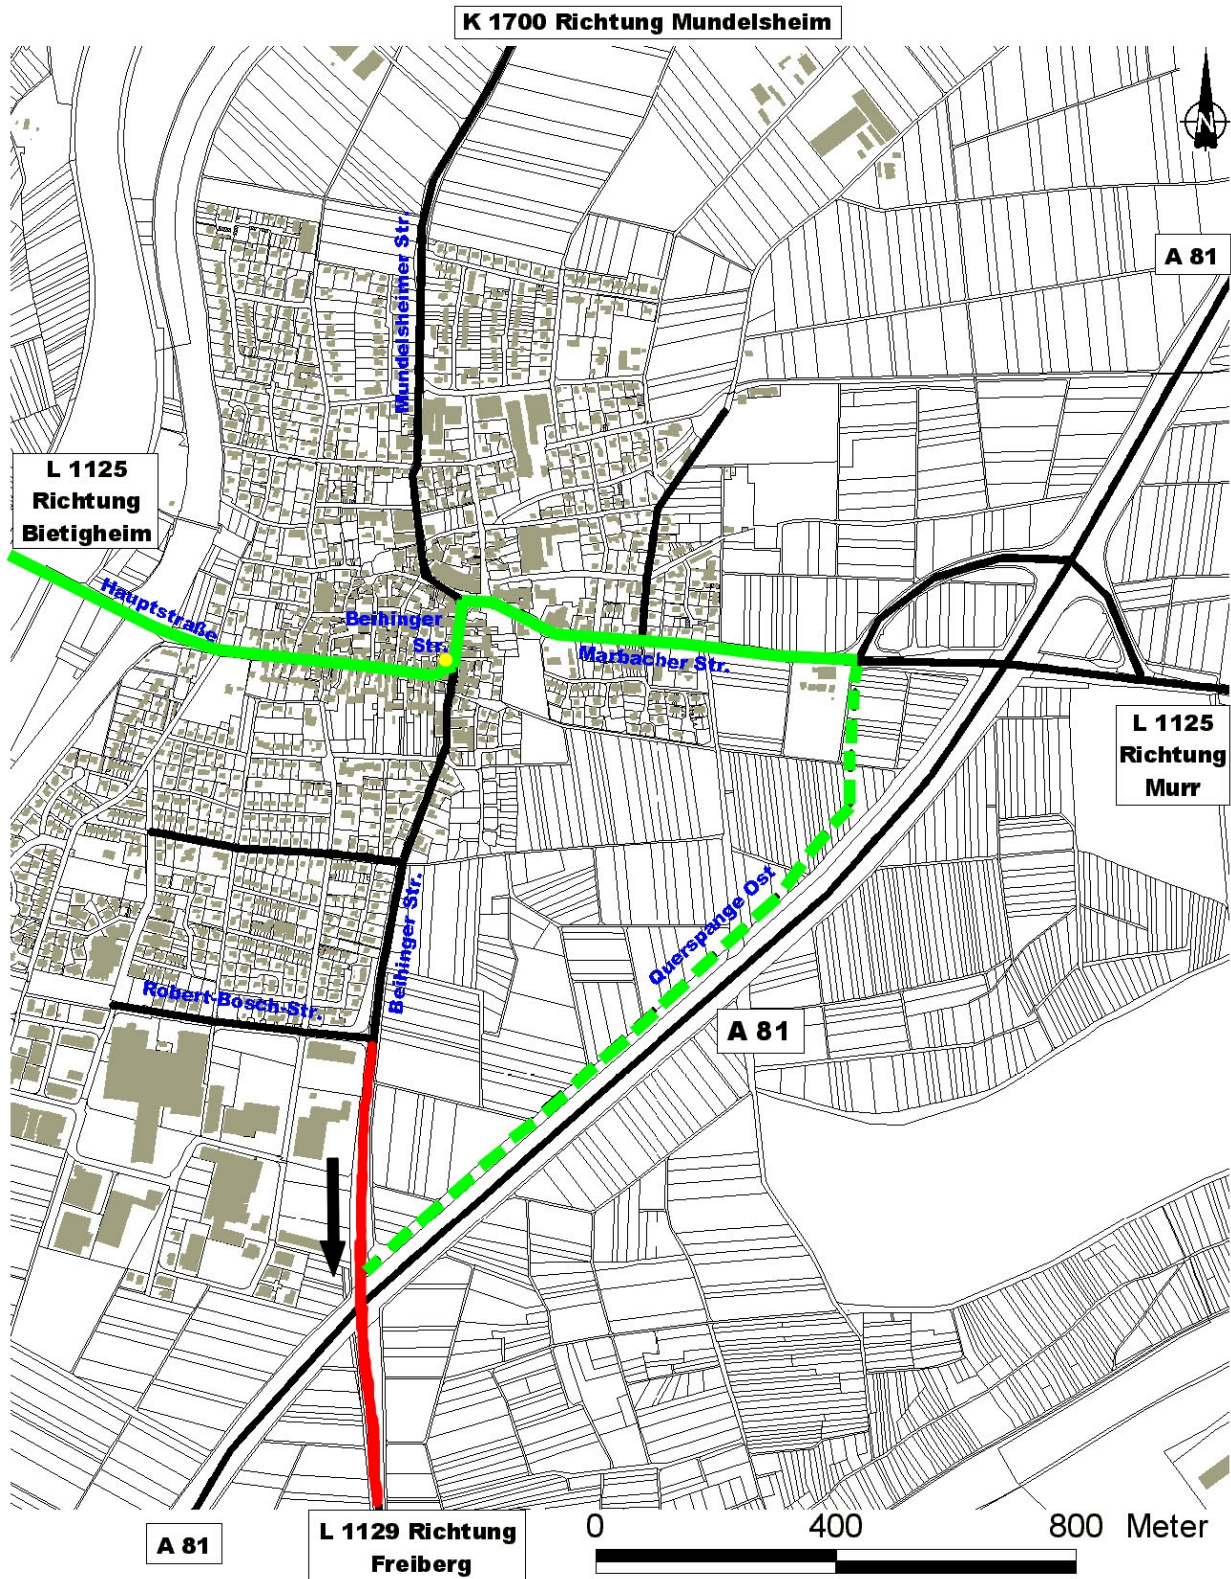 K 1700 Richtung Mundelsheim
N
A 81
Mundelsheimer Str.
L 1125
Richtung
Bietigheim
Hauptstraße
Beihinger
Str.
Marbacher Str.
L 1125
Richtung
Murr
Querspange Ost
Beihinger Str.
Robert-Bosch-Str.
A 81
A 81
L 1129 Richtung
Freiberg
0 400 800 Meter